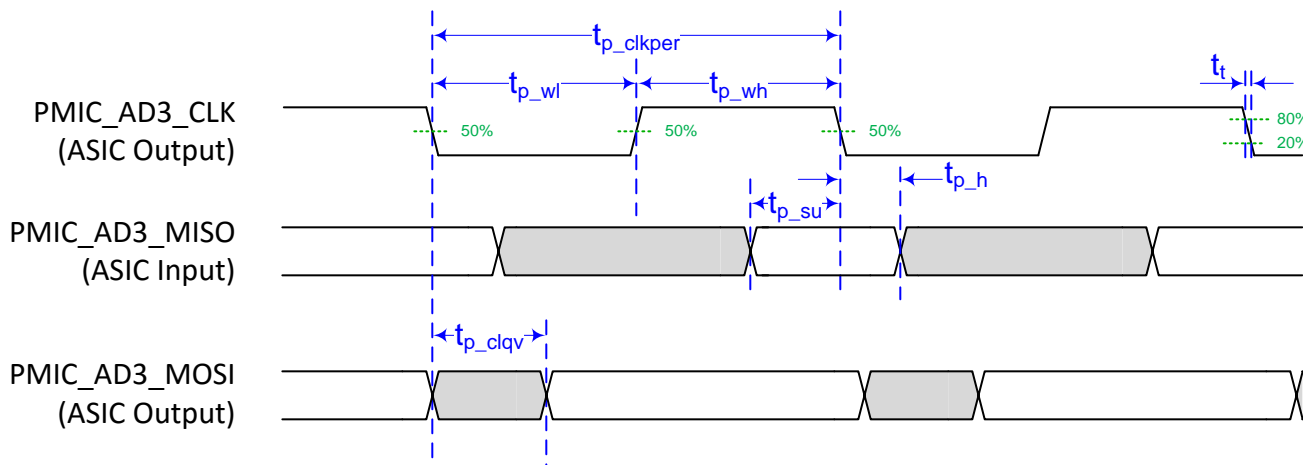 t_p_clkper
t_p_wl
t_p_wh
t_t
PMIC_AD3_CLK
(ASIC Output)
50%
50%
50%
80%
20%
t_p_h
t_p_su
PMIC_AD3_MISO
(ASIC Input)
t_p_clqv
PMIC_AD3_MOSI
(ASIC Output)